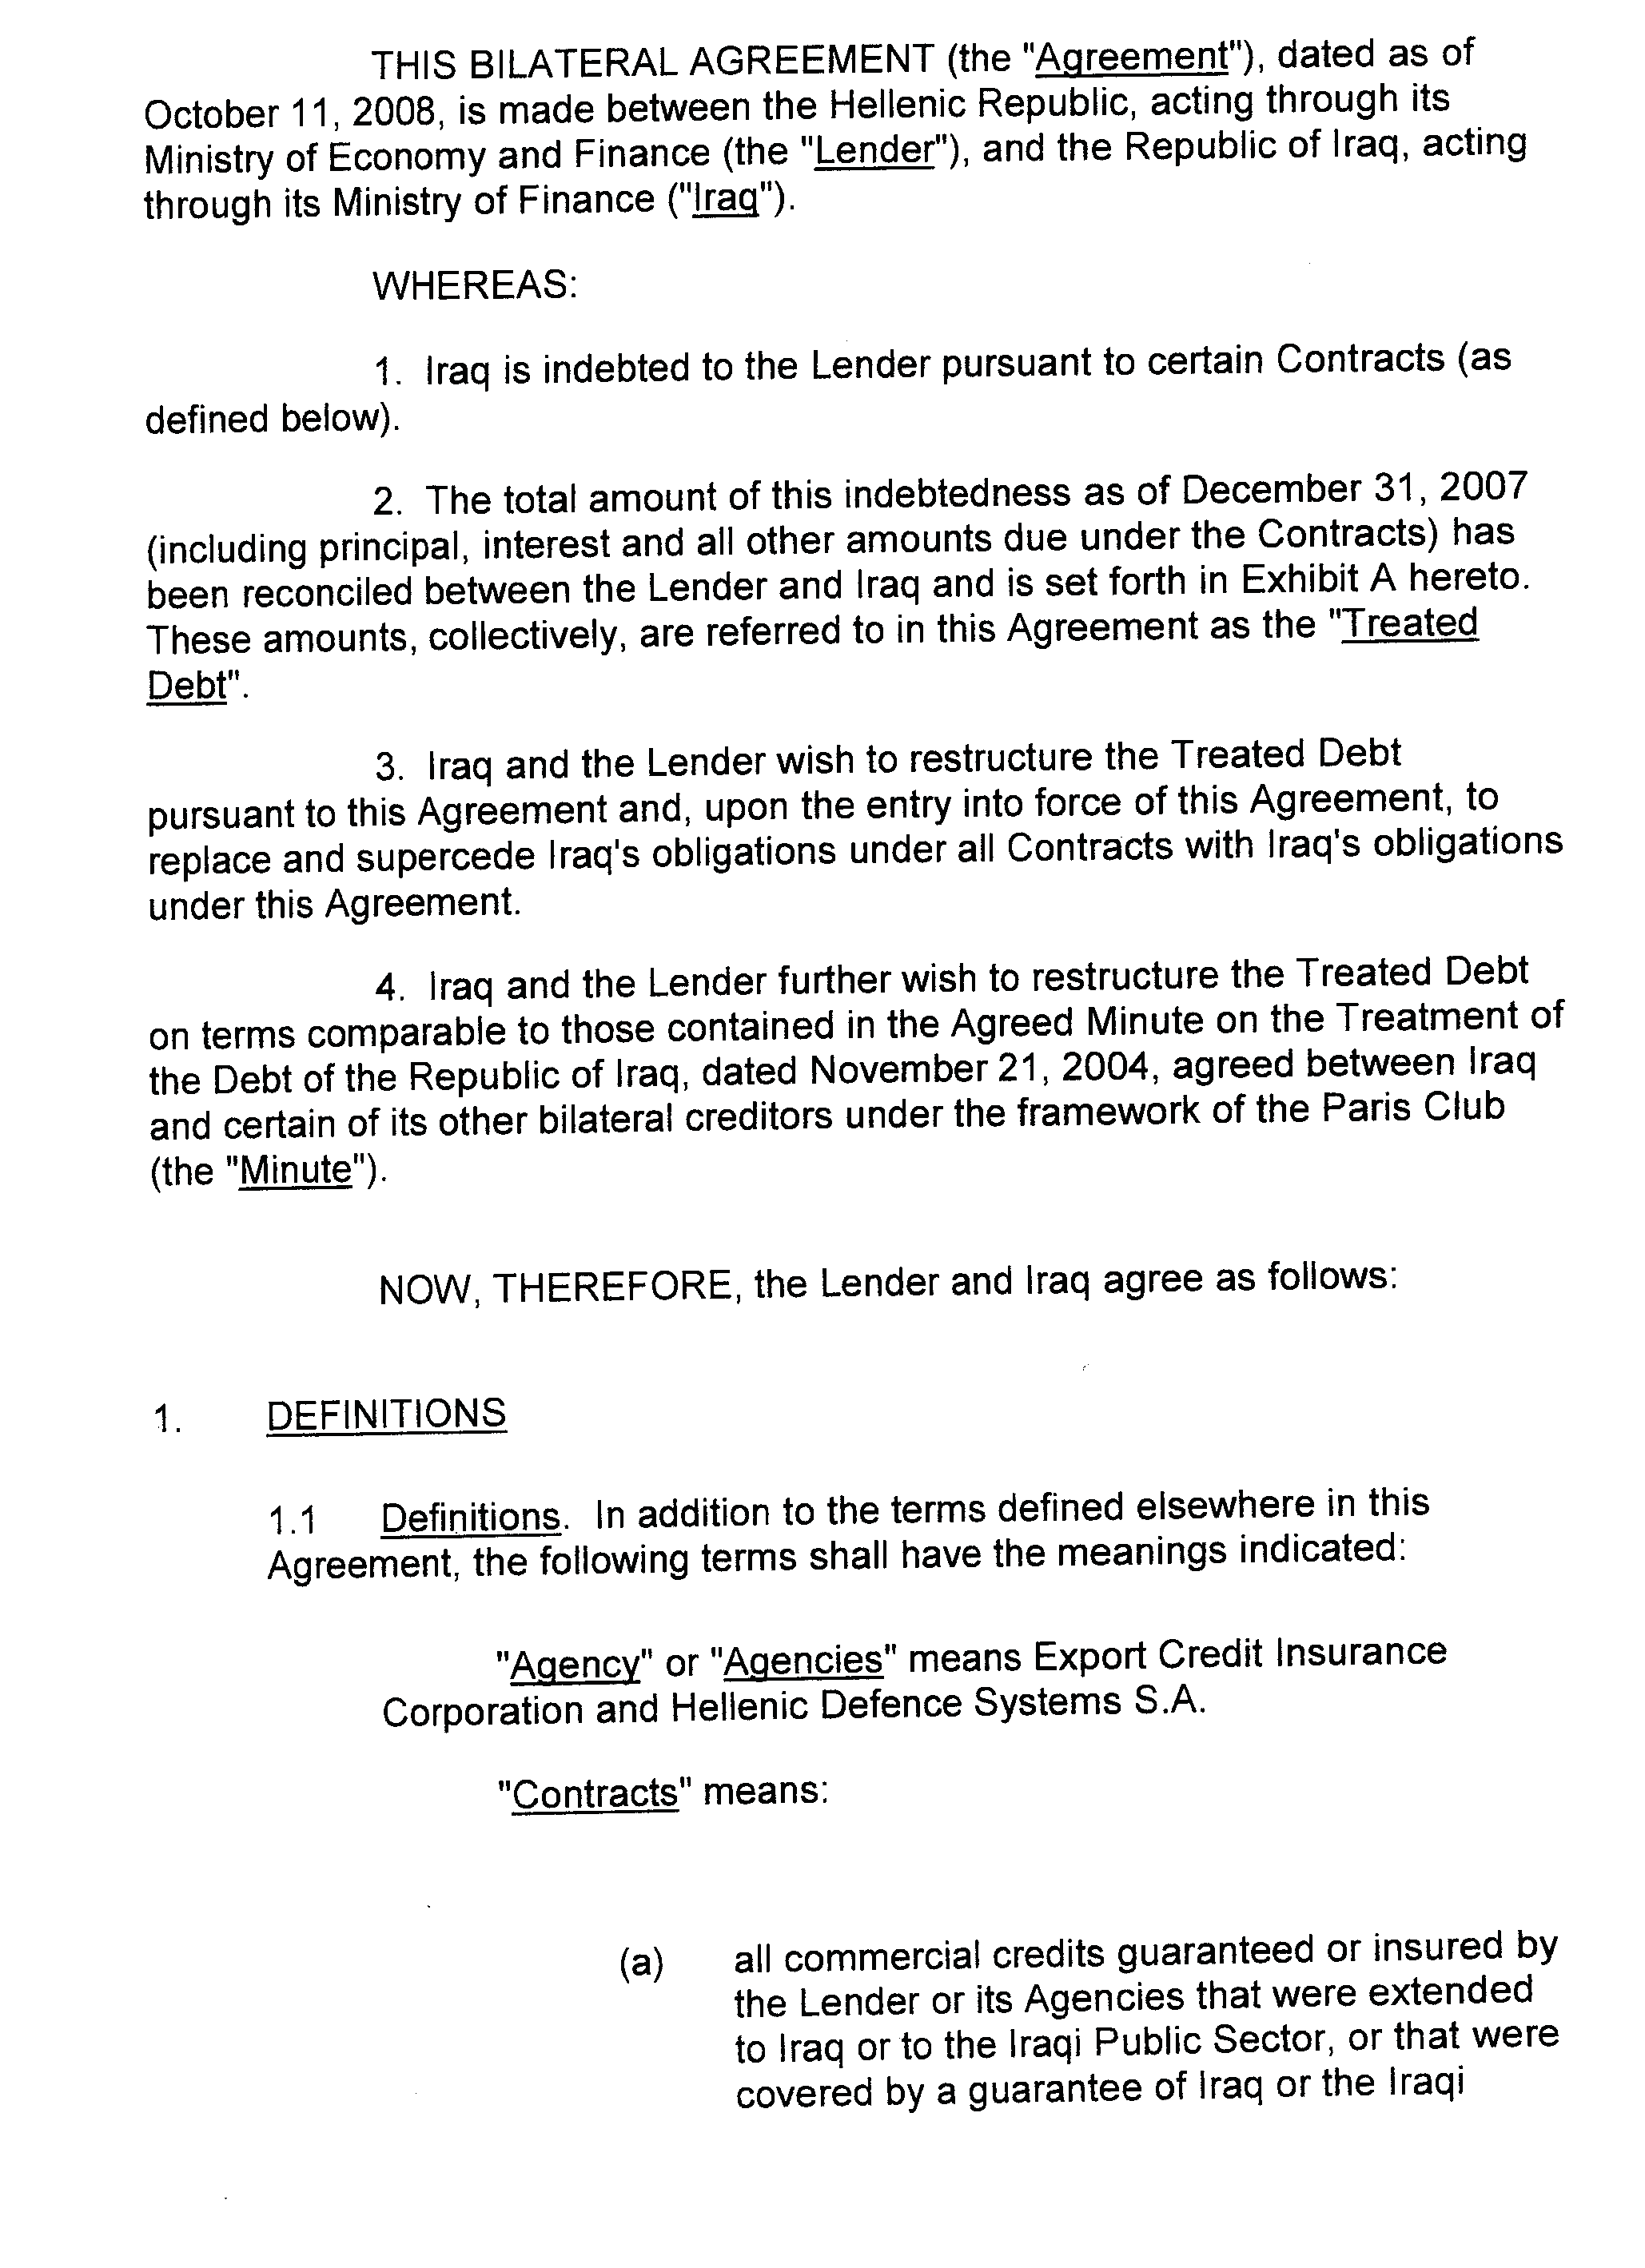 THIS BILATERAL AGREEMENT (the "Agreement"), dated as of
October 11, 2008, is made between the Hellenic Republic, acting through its
Ministry of Economy and Finance (the "Lender"), and the Republic of Iraq, acting
through its Ministry of Finance ("Iraq").
WHEREAS:
1. Iraq is indebted to the Lender pursuant to certain Contracts (as
defined below).
2. The total amount of this indebtedness as of December 31, 2007
(including principal, interest and all other amounts due under the Contracts) has
been reconciled between the Lender and Iraq and is set forth in Exhibit A hereto.
These amounts, collectively, are referred to in this Agreement as the "Treated
Debt".
3. Iraq and the Lender wish to restructure the Treated Debt
pursuant to this Agreement and, upon the entry into force of this Agreement, to
replace and supercede Iraq's obligations under all Contracts with Iraq's obligations
under this Agreement.
4. Iraq and the Lender further wish to restructure the Treated Debt
on terms comparable to those contained in the Agreed Minute on the Treatment of
the Debt of the Republic of Iraq, dated November 21, 2004, agreed between Iraq
and certain of its other bilateral creditors under the framework of the Paris Club
(the "Minute").
NOW, THEREFORE, the Lender and Iraq agree as follows:
1. DEFINITIONS
1.1 Definitions. In addition to the terms defined elsewhere in this
Agreement, the following terms shall have the meanings indicated:
"Agency" or "Agencies" means Export Credit Insurance
Corporation and Hellenic Defence Systems S.A.
"Contracts" means:
(a) all commercial credits guaranteed or insured by
the Lender or its Agencies that were extended
to Iraq or to the Iraqi Public Sector, or that were
covered by a guarantee of Iraq or the Iraqi